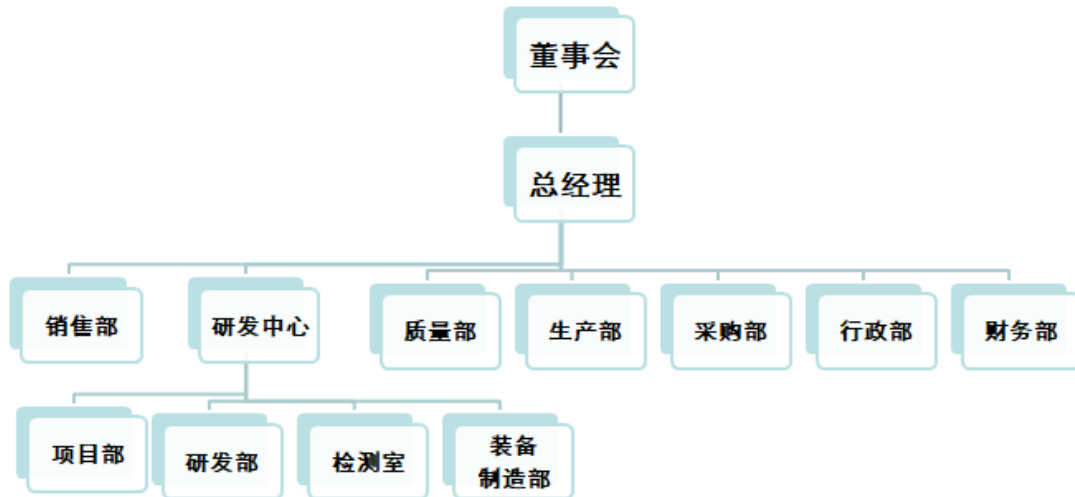 董事会
总经理
销售部
研发中心
质量部
生产部
采购部
行政部
财务部
项目部
研发部
检测室
装备
制造部